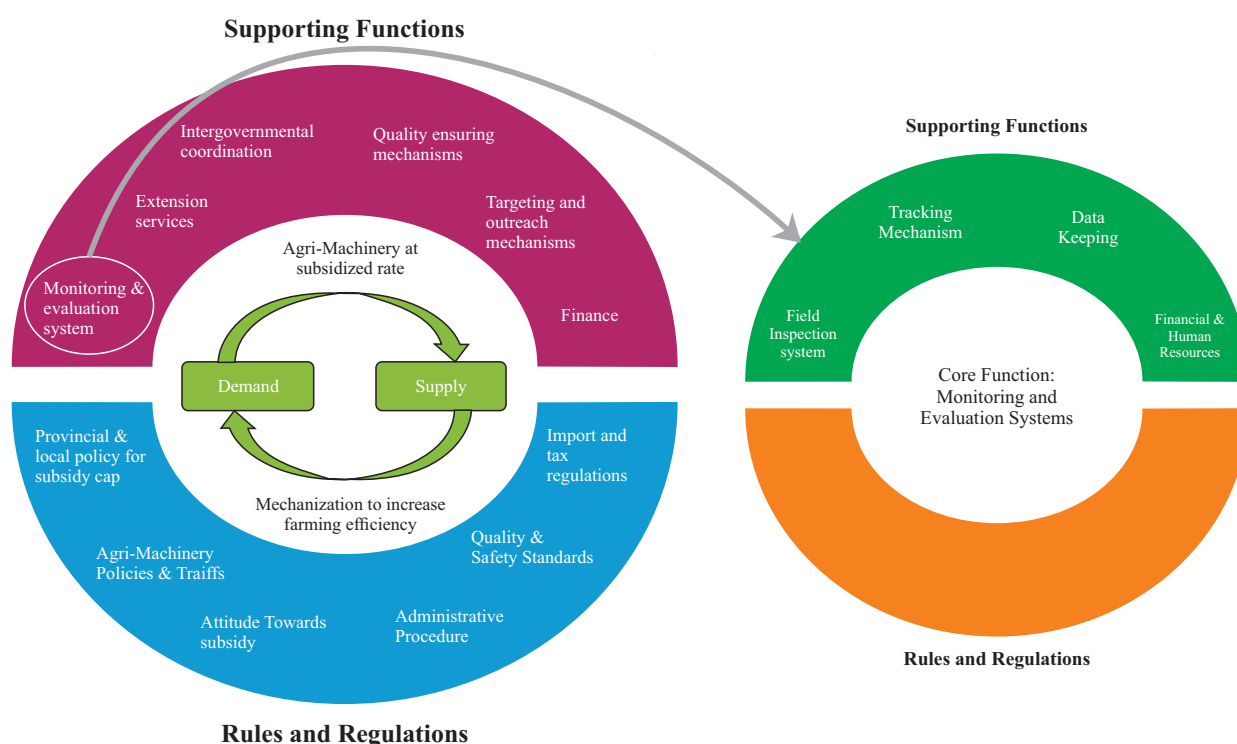 Supporting Functions
Intergovernmental
coordination
Quality ensuring
mechanisms
Extension
services
Targeting and
outreach
mechanisms
Monitoring &
evaluation
system
Finance
Agri-Machinery at
subsidized rate
Demand
Supply
Mechanization to increase
farming efficiency
Provincial &
local policy for
subsidy cap
Import and
tax
regulations
Agri-Machinery
Policies & Traiffs
Quality &
Safety Standards
Attitude Towards
subsidy
Administrative
Procedure
Rules and Regulations
Supporting Functions
Tracking
Mechanism
Data
Keeping
Field
Inspection
system
Financial &
Human
Resources
Core Function:
Monitoring and
Evaluation Systems
Rules and Regulations